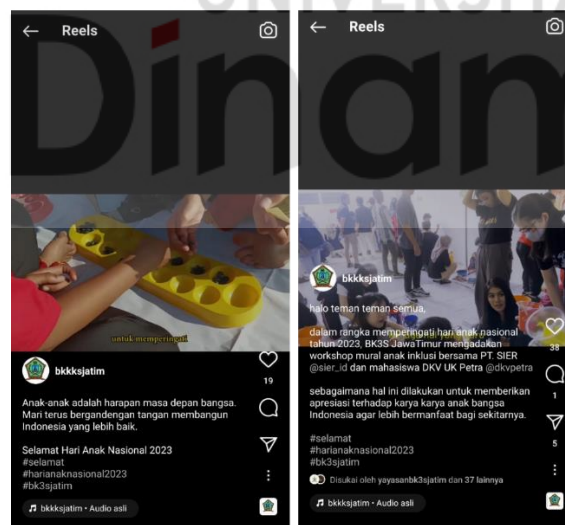 UNIVERSITA
Dinam
← Reels
untuk memperingati
bkkksjatim
19
Anak-anak adalah harapan masa depan bangsa.
Mari terus bergandengan tangan membangun
Indonesia yang lebih baik.
Selamat Hari Anak Nasional 2023
#selamat
#harianaknasional2023
#bk3sjatim
bkkksjatim • Audio asli
← Reels
bkkksjatim
halo teman teman semua,
dalam rangka memperingati hari anak nasional
tahun 2023, BK3S JawaTimur mengadakan
workshop mural anak inklusi bersama PT. SIER
@sier_id dan mahasiswa DKV UK Petra @dkvpetra
sebagaimana hal ini dilakukan untuk memberikan
apresiasi terhadap karya karya anak bangsa
Indonesia agar lebih bermanfaat bagi sekitarnya.
#selamat
#harianaknasional2023
#bk3sjatim
Disukai oleh yayasanbk3sjatim dan 37 lainnya
bkkksjatim • Audio asli
38
1
5